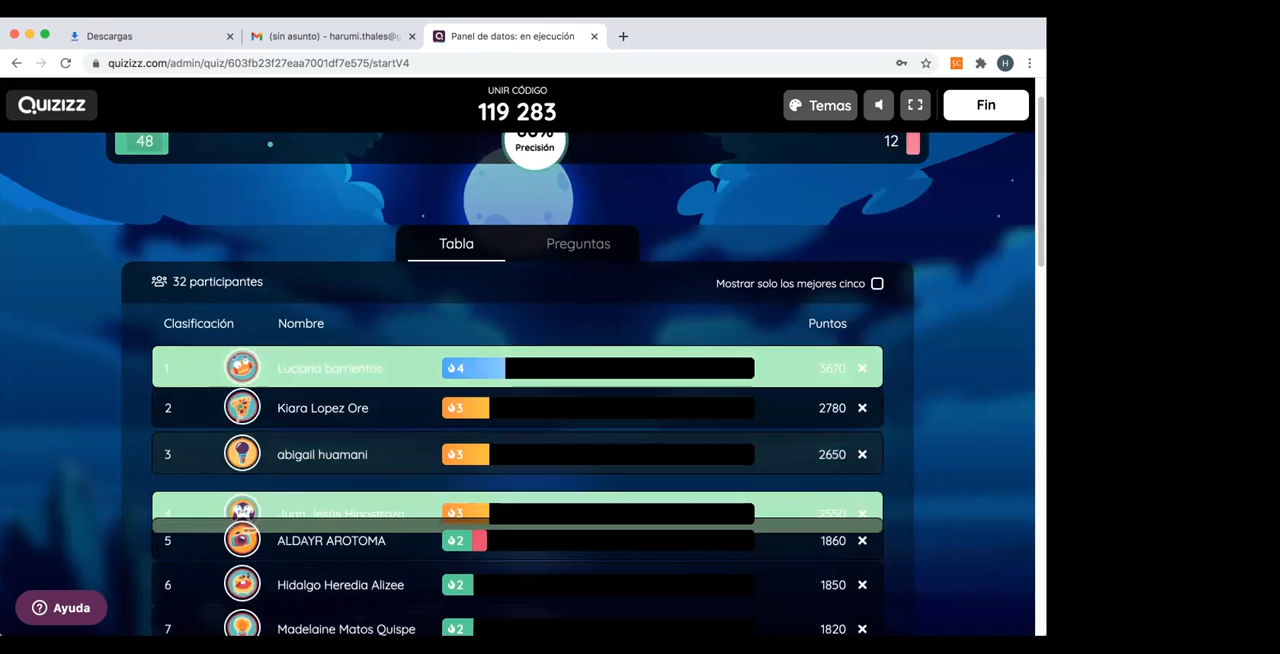 Descargas
(sin asunto) - harumi.thales@g
Panel de datos: en ejecución
quizizz.com/admin/quiz/603fb23f27eaa7001df7e575/startV4
SC
H
QUIZIZZ
UNIR CÓDIGO
119 283
Temas
Fin
48
Precisión
12
Tabla
Preguntas
32 participantes
Mostrar solo los mejores cinco
Clasificación Nombre Puntos
1 Luciana barrientos 4 3670
2 Kiara Lopez Ore 3 2780
3 abigail huamani 3 2650
4 Juan Jesús Hinostroza 3 2550
5 ALDAYR AROTOMA 2 1860
6 Hidalgo Heredia Alizee 2 1850
7 Madelaine Matos Quispe 2 1820
Ayuda